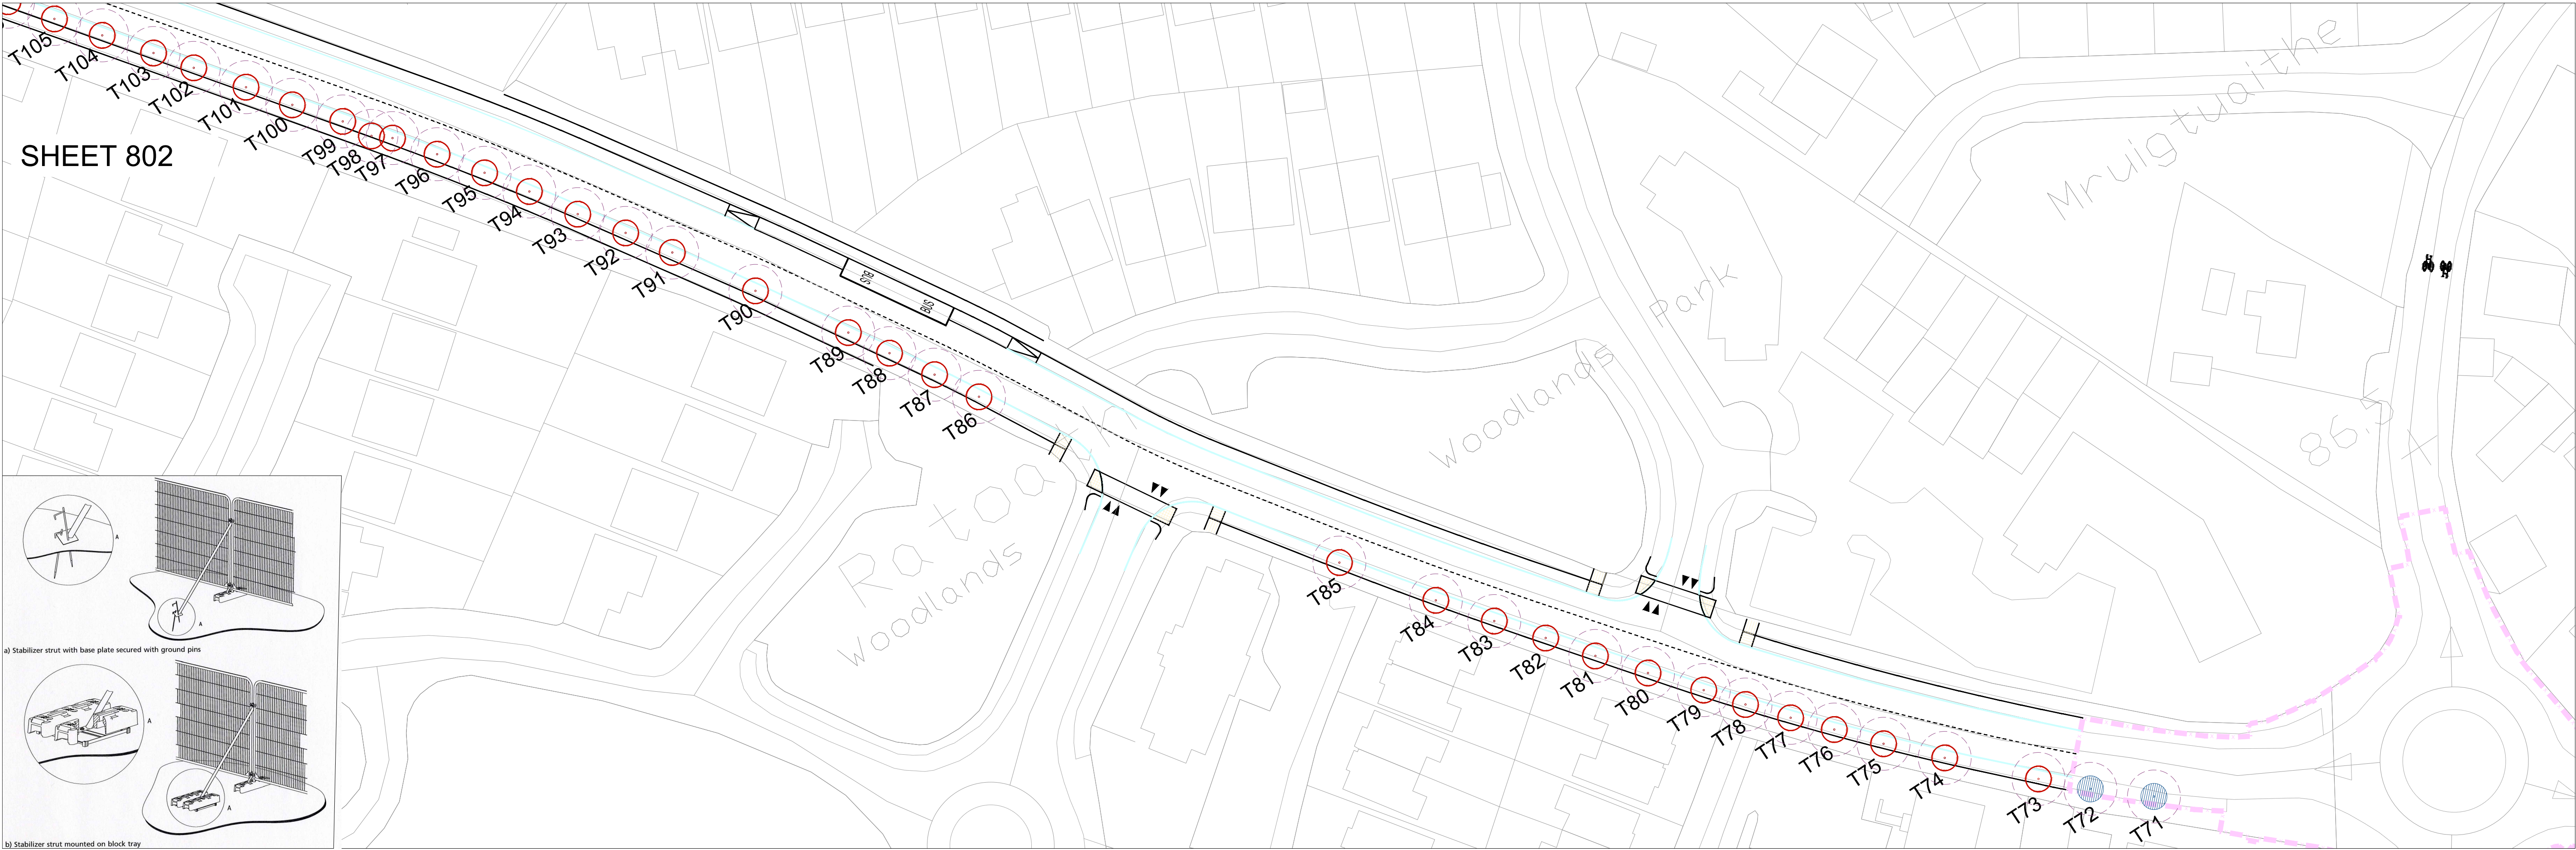 T105
T104
T103
T102
T101
T100
T99
T98
T97
T96
T95
T94
T93
T92
T91
T90
T89
T88
T87
T86
T85
T84
T83
T82
T81
T80
T79
T78
T77
T76
T75
T74
T73
T72
T71
SHEET 802
BUS
BUS
Mruigtuaithe
Woodlands Park
Ratoath
Woodlands
86.5
A
A
a) Stabilizer strut with base plate secured with ground pins
A
A
b) Stabilizer strut mounted on block tray